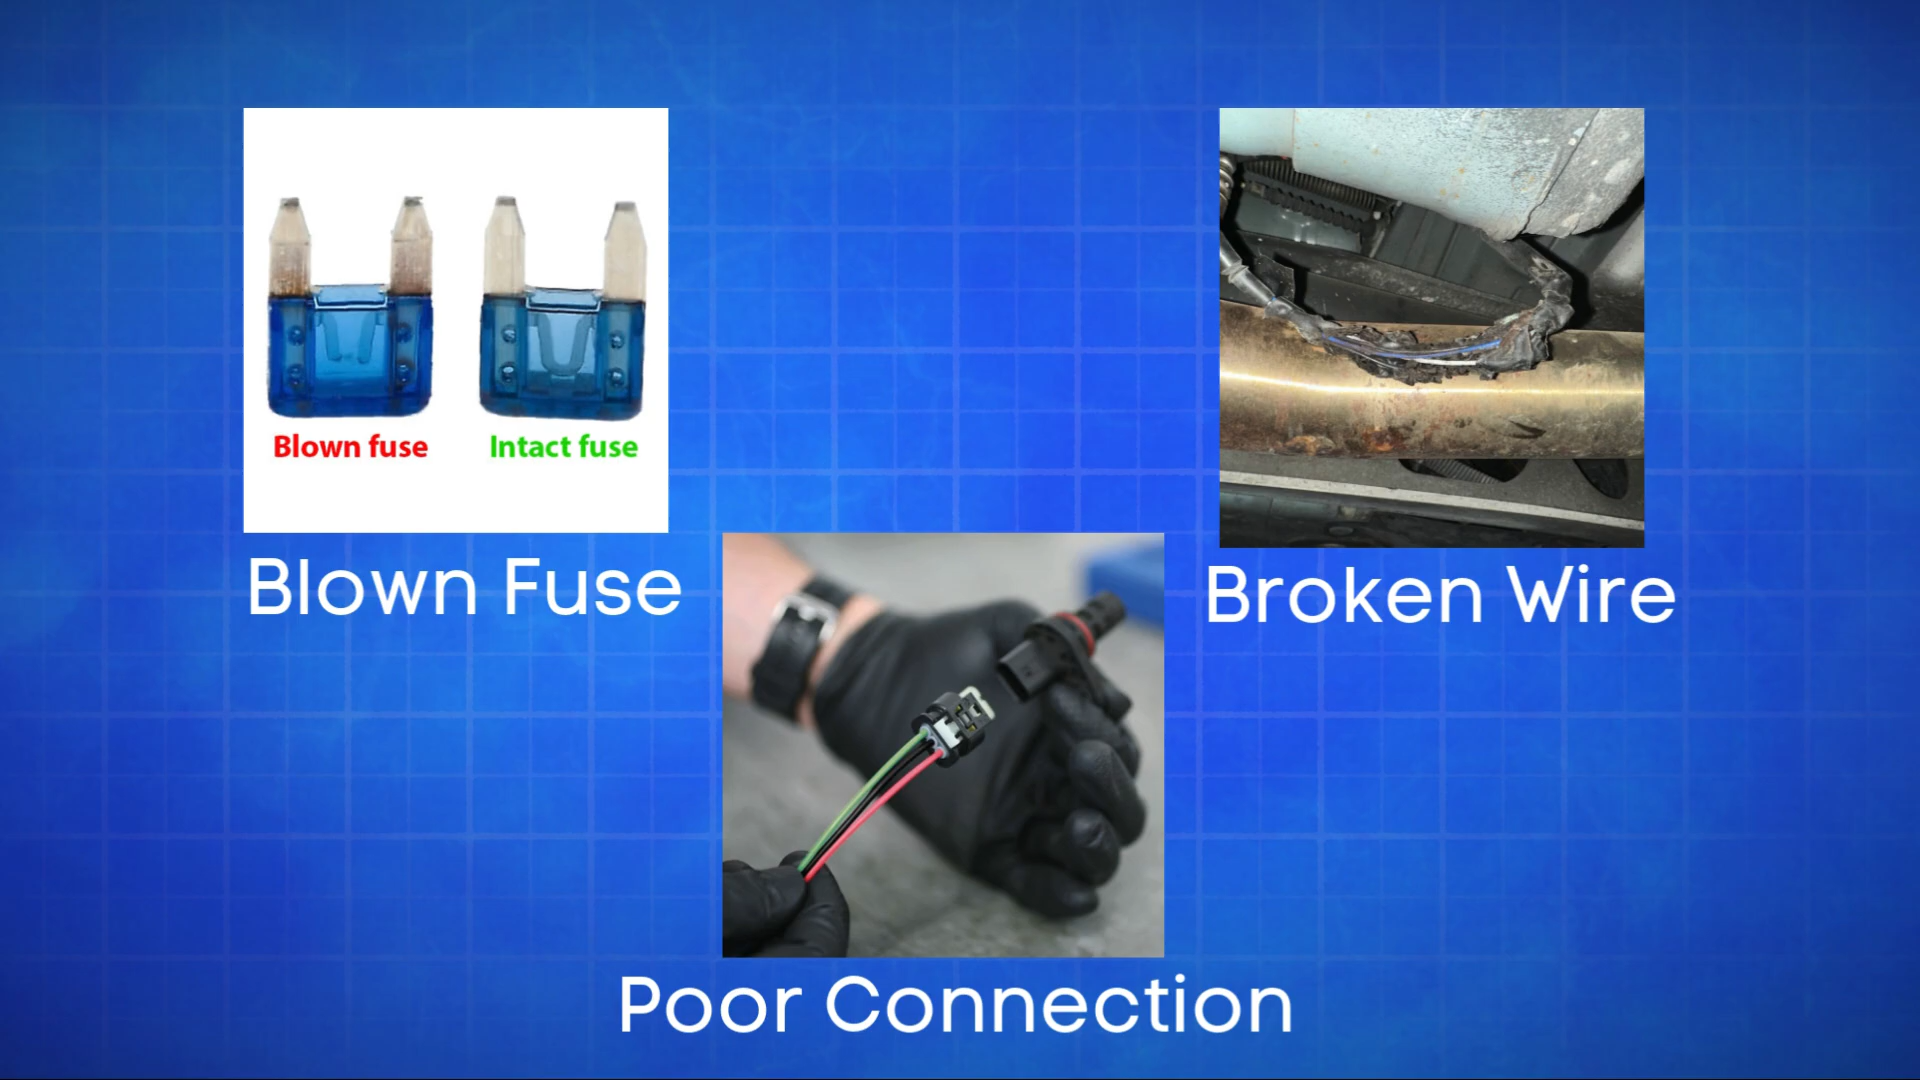 Blown fuse
Intact fuse
Blown Fuse
Broken Wire
Poor Connection